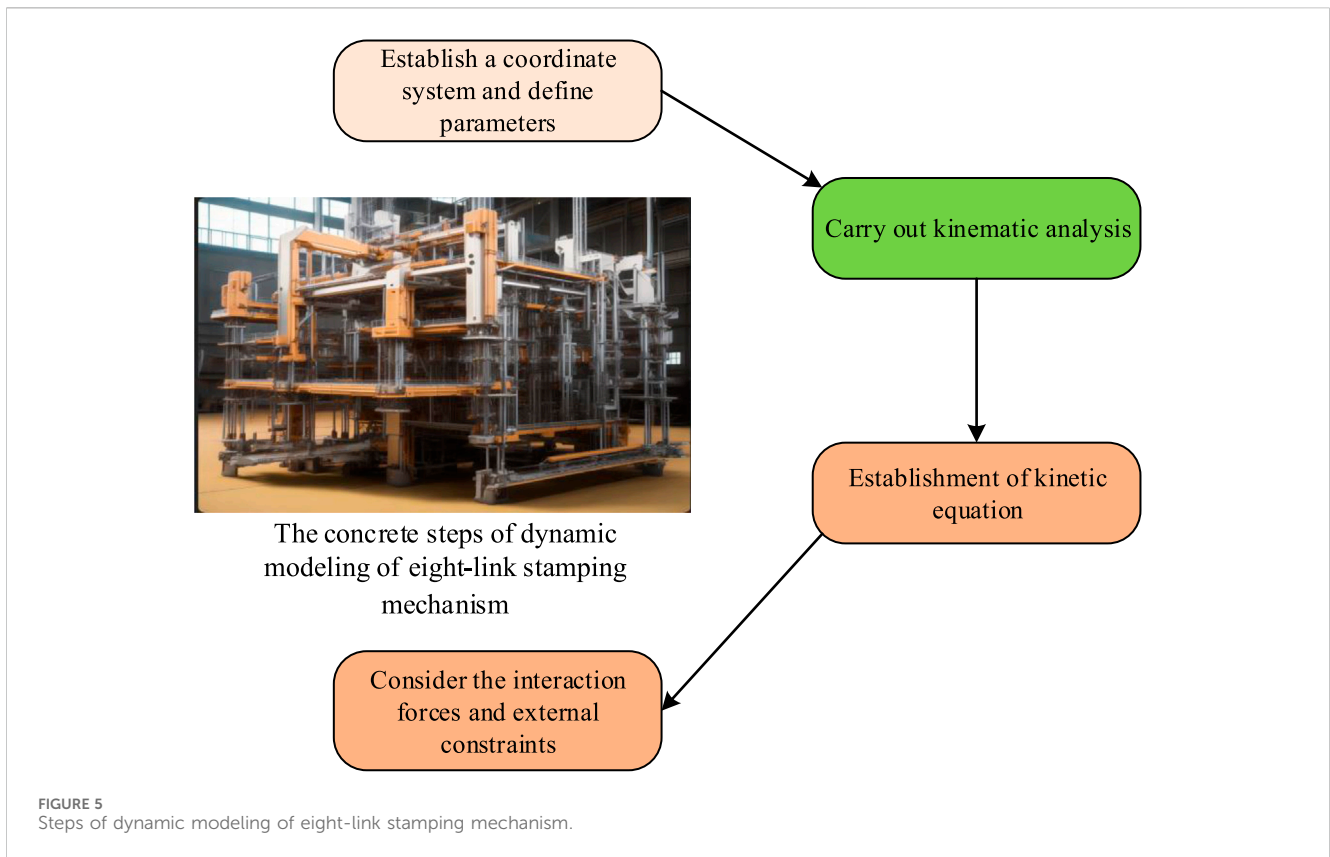 Establish a coordinate
system and define
parameters
Carry out kinematic analysis
The concrete steps of dynamic
modeling of eight-link stamping
mechanism
Establishment of kinetic
equation
Consider the interaction
forces and external
constraints
FIGURE 5
Steps of dynamic modeling of eight-link stamping mechanism.